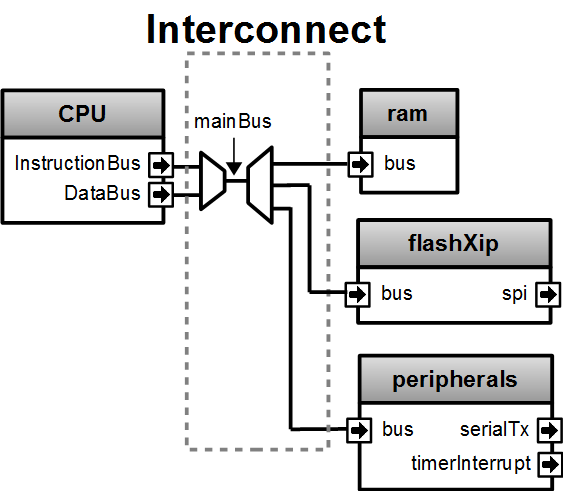 Interconnect
CPU
InstructionBus
DataBus
mainBus
ram
bus
flashXip
bus spi
peripherals
bus serialTx
timerInterrupt